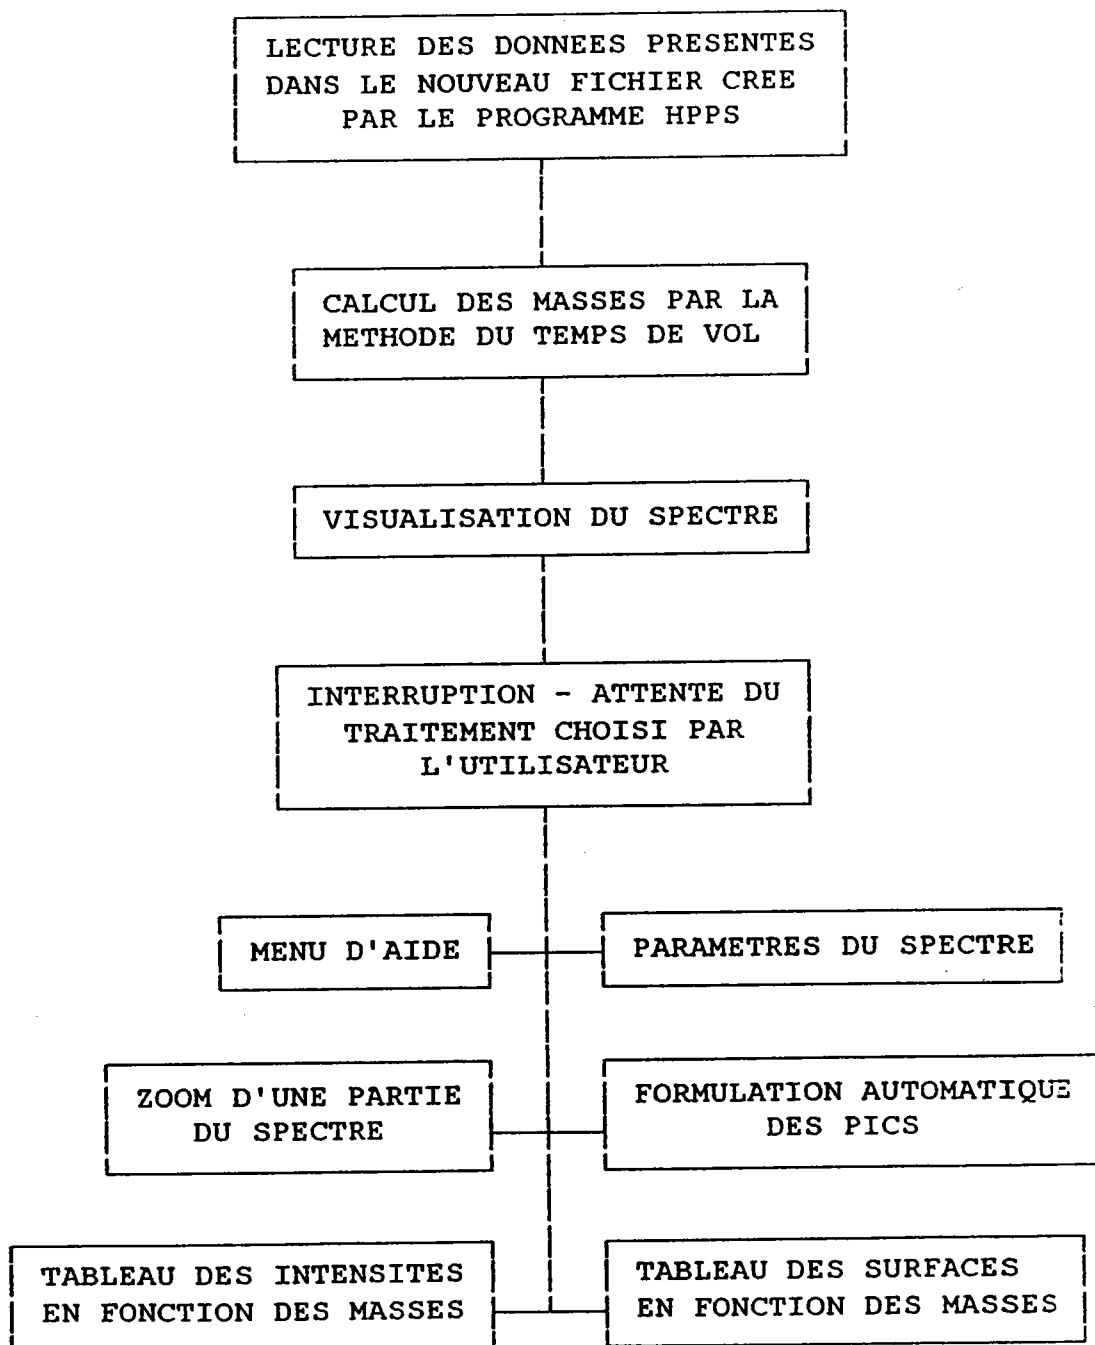 LECTURE DES DONNEES PRESENTES
DANS LE NOUVEAU FICHIER CREE
PAR LE PROGRAMME HPPS
CALCUL DES MASSES PAR LA
METHODE DU TEMPS DE VOL
VISUALISATION DU SPECTRE
INTERRUPTION - ATTENTE DU
TRAITEMENT CHOISI PAR
L'UTILISATEUR
MENU D'AIDE
PARAMETRES DU SPECTRE
ZOOM D'UNE PARTIE
DU SPECTRE
FORMULATION AUTOMATIQUE
DES PICS
TABLEAU DES INTENSITES
EN FONCTION DES MASSES
TABLEAU DES SURFACES
EN FONCTION DES MASSES